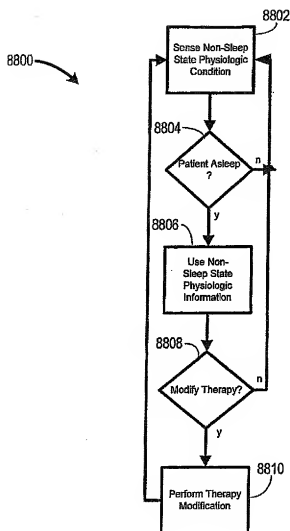 8802
8800
Sense Non-Sleep
State Physiologic
Condition
8804
Patient Asleep
?
n
y
8806
Use Non-
Sleep State
Physiologic
Information
8808
Modify Therapy?
n
y
8810
Perform Therapy
Modification